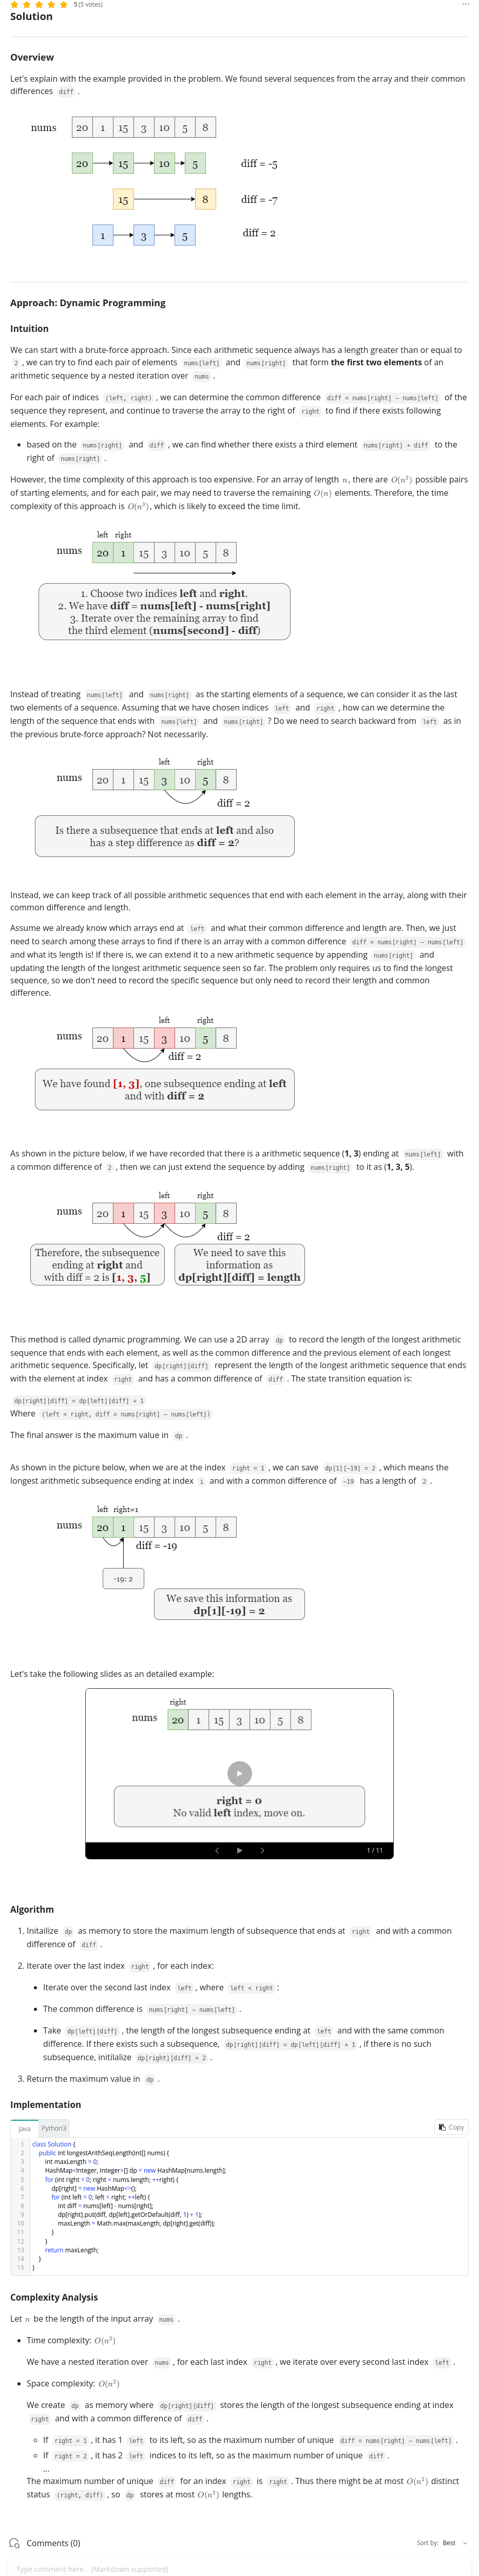 5 (5 votes)
Solution
Overview
Let's explain with the example provided in the problem. We found several sequences from the array and their common
differences diff .
nums 20 1 15 3 10 5 8
20 15 10 5 diff = -5
15 8 diff = -7
1 3 5 diff = 2
Approach: Dynamic Programming
Intuition
We can start with a brute-force approach. Since each arithmetic sequence always has a length greater than or equal to
2 , we can try to find each pair of elements nums[left] and nums[right] that form the first two elements of an
arithmetic sequence by a nested iteration over nums .
For each pair of indices (left, right) , we can determine the common difference diff = nums[right] - nums[left] of the
sequence they represent, and continue to traverse the array to the right of right to find if there exists following
elements. For example:
• based on the nums[right] and diff , we can find whether there exists a third element nums[right] + diff to the
right of nums[right] .
However, the time complexity of this approach is too expensive. For an array of length n, there are O(n²) possible pairs
of starting elements, and for each pair, we may need to traverse the remaining O(n) elements. Therefore, the time
complexity of this approach is O(n³), which is likely to exceed the time limit.
left right
nums 20 1 15 3 10 5 8
1. Choose two indices left and right.
2. We have diff = nums[left] - nums[right]
3. Iterate over the remaining array to find
the third element (nums[second] - diff)
Instead of treating nums[left] and nums[right] as the starting elements of a sequence, we can consider it as the last
two elements of a sequence. Assuming that we have chosen indices left and right , how can we determine the
length of the sequence that ends with nums[left] and nums[right] ? Do we need to search backward from left as in
the previous brute-force approach? Not necessarily.
left right
nums 20 1 15 3 10 5 8
diff = 2
Is there a subsequence that ends at left and also
has a step difference as diff = 2?
Instead, we can keep track of all possible arithmetic sequences that end with each element in the array, along with their
common difference and length.
Assume we already know which arrays end at left and what their common difference and length are. Then, we just
need to search among these arrays to find if there is an array with a common difference diff = nums[right] - nums[left]
and what its length is! If there is, we can extend it to a new arithmetic sequence by appending nums[right] and
updating the length of the longest arithmetic sequence seen so far. The problem only requires us to find the longest
sequence, so we don't need to record the specific sequence but only need to record their length and common
difference.
left right
nums 20 1 15 3 10 5 8
diff = 2
We have found [1, 3], one subsequence ending at left
and with diff = 2
As shown in the picture below, if we have recorded that there is a arithmetic sequence (1, 3) ending at nums[left] with
a common difference of 2 , then we can just extend the sequence by adding nums[right] to it as (1, 3, 5).
left right
nums 20 1 15 3 10 5 8
diff = 2
Therefore, the subsequence
ending at right and
with diff = 2 is [1, 3, 5]
We need to save this
information as
dp[right][diff] = length
This method is called dynamic programming. We can use a 2D array dp to record the length of the longest arithmetic
sequence that ends with each element, as well as the common difference and the previous element of each longest
arithmetic sequence. Specifically, let dp[right][diff] represent the length of the longest arithmetic sequence that ends
with the element at index right and has a common difference of diff . The state transition equation is:
dp[right][diff] = dp[left][diff] + 1
Where (left < right, diff = nums[right] - nums[left])
The final answer is the maximum value in dp .
As shown in the picture below, when we are at the index right = 1 , we can save dp[1][-19] = 2 , which means the
longest arithmetic subsequence ending at index i and with a common difference of -19 has a length of 2 .
left right=1
nums 20 1 15 3 10 5 8
diff = -19
-19: 2
We save this information as
dp[1][-19] = 2
Let's take the following slides as an detailed example:
right
nums 20 1 15 3 10 5 8
right = 0
No valid left index, move on.
1 / 11
Algorithm
1. Initailize dp as memory to store the maximum length of subsequence that ends at right and with a common
difference of diff .
2. Iterate over the last index right , for each index:
• Iterate over the second last index left , where left < right :
• The common difference is nums[right] - nums[left] .
• Take dp[left][diff] , the length of the longest subsequence ending at left and with the same common
difference. If there exists such a subsequence, dp[right][diff] = dp[left][diff] + 1 , if there is no such
subsequence, initilalize dp[right][diff] = 2 .
3. Return the maximum value in dp .
Implementation
Java Python3 Copy
1 class Solution {
2 public int longestArithSeqLength(int[] nums) {
3 int maxLength = 0;
4 HashMap<Integer, Integer>[] dp = new HashMap[nums.length];
5 for (int right = 0; right < nums.length; ++right) {
6 dp[right] = new HashMap<>();
7 for (int left = 0; left < right; ++left) {
8 int diff = nums[left] - nums[right];
9 dp[right].put(diff, dp[left].getOrDefault(diff, 1) + 1);
10 maxLength = Math.max(maxLength, dp[right].get(diff));
11 }
12 }
13 return maxLength;
14 }
15 }
Complexity Analysis
Let n be the length of the input array nums .
• Time complexity: O(n²)
We have a nested iteration over nums , for each last index right , we iterate over every second last index left .
• Space complexity: O(n²)
We create dp as memory where dp[right][diff] stores the length of the longest subsequence ending at index
right and with a common difference of diff .
◦ If right = 1 , it has 1 left to its left, so as the maximum number of unique diff = nums[right] - nums[left] .
◦ If right = 2 , it has 2 left indices to its left, so as the maximum number of unique diff .
...
The maximum number of unique diff for an index right is right . Thus there might be at most O(n²) distinct
status (right, diff) , so dp stores at most O(n²) lengths.
Comments (0) Sort by: Best
Type comment here... (Markdown supported)